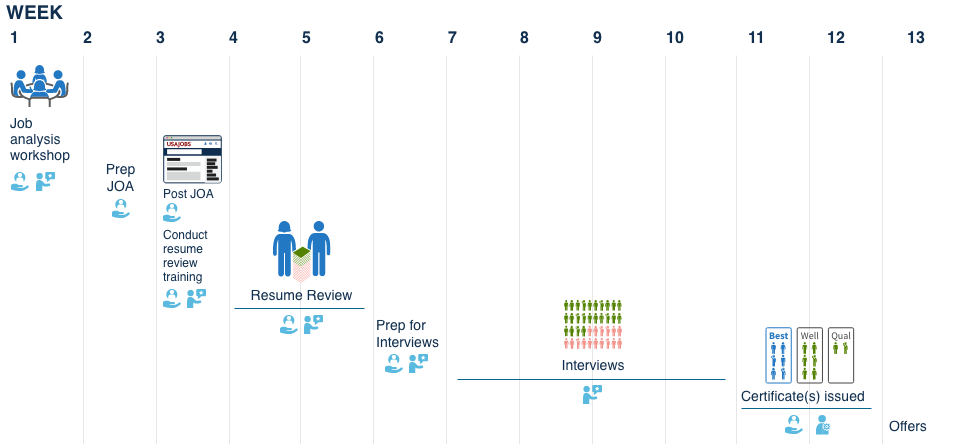 WEEK
1 2 3 4 5 6 7 8 9 10 11 12 13
Job
analysis
workshop
Prep
JOA
USAJOBS
Post JOA
Conduct
resume
review
training
Resume Review
Prep for
Interviews
Interviews
Best Well Qual
Certificate(s) issued
Offers